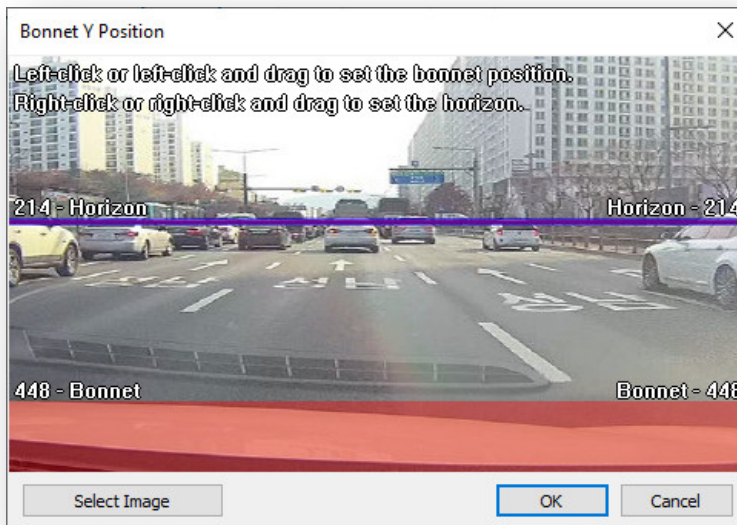 Bonnet Y Position
Left-click or left-click and drag to set the bonnet position.
Right-click or right-click and drag to set the horizon.
214 - Horizon
Horizon - 214
448 - Bonnet
Bonnet - 448
Select Image
OK
Cancel